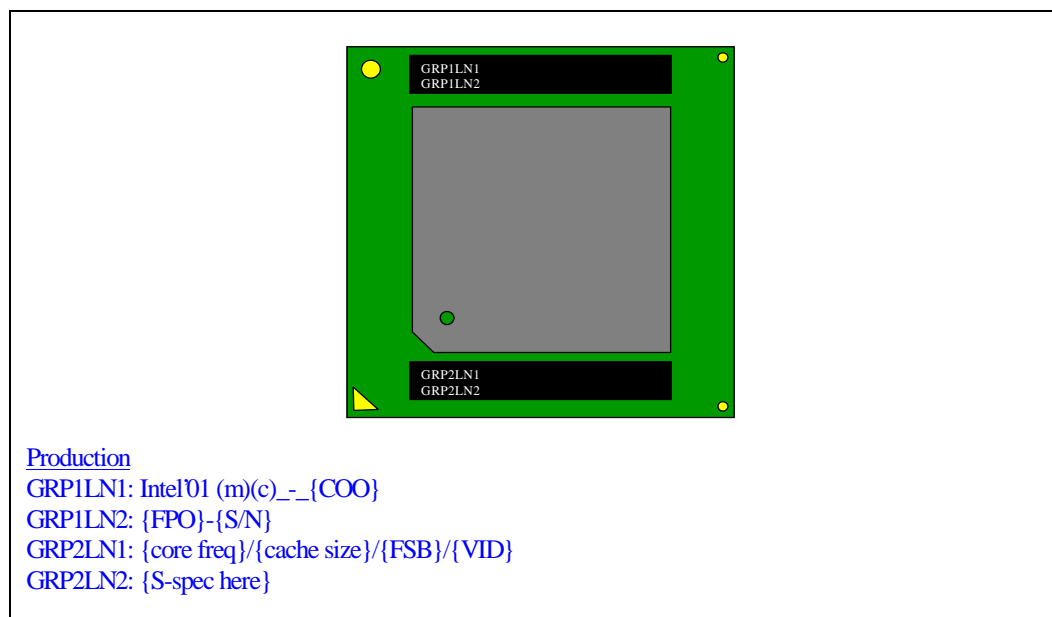 GRP1LN1
GRP1LN2
GRP2LN1
GRP2LN2
Production
GRP1LN1: Intel'01 (m)(c)_-_{COO}
GRP1LN2: {FPO}-{S/N}
GRP2LN1: {core freq}/{cache size}/{FSB}/{VID}
GRP2LN2: {S-spec here}